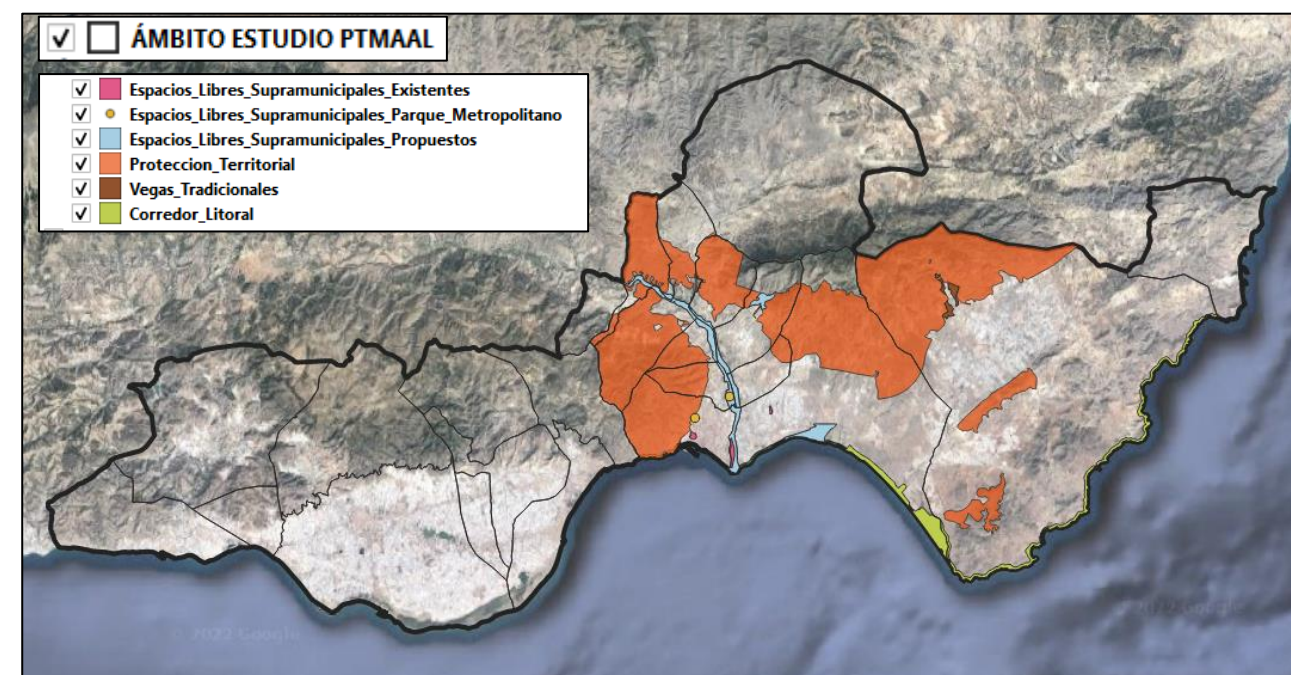 ÁMBITO ESTUDIO PTMAAL
Espacios_Libres_Supramunicipales_Existentes
Espacios_Libres_Supramunicipales_Parque_Metropolitano
Espacios_Libres_Supramunicipales_Propuestos
Proteccion_Territorial
Vegas_Tradicionales
Corredor_Litoral
© 2022 Google
© 2022 Google